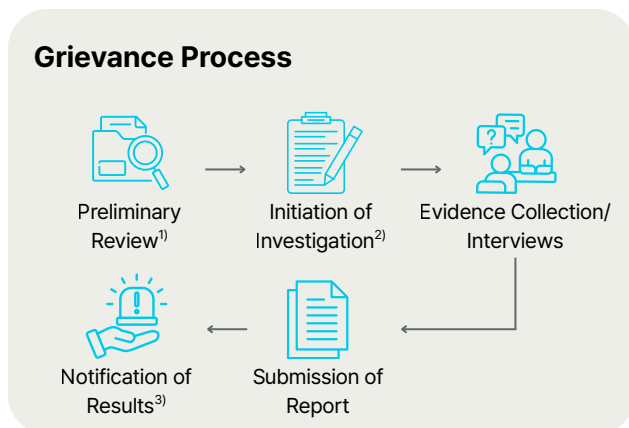 Grievance Process
Preliminary
Review1)
Initiation of
Investigation2)
Evidence Collection/
Interviews
?
Notification of
Results3)
!
Submission of
Report